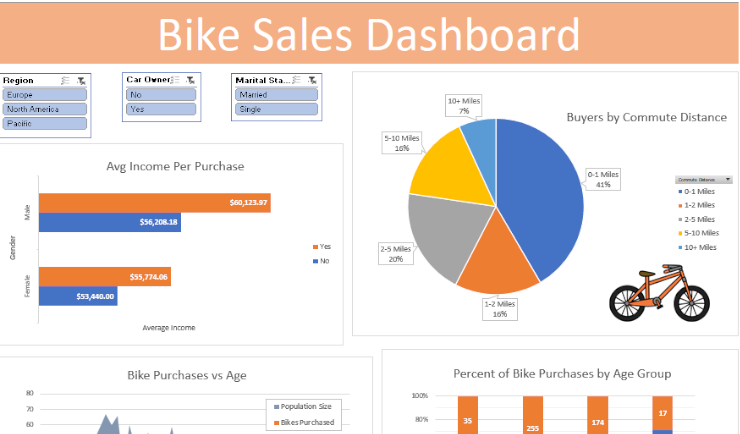 Bike Sales Dashboard
Region
Europe
North America
Pacific
Car Owner
No
Yes
Marital Sta...
Married
Single
Avg Income Per Purchase
Gender
Male
$60,123.97
$56,208.18
Female
$55,774.06
$53,440.00
Average Income
Yes
No
Buyers by Commute Distance
10+ Miles
7%
5-10 Miles
16%
0-1 Miles
41%
2-5 Miles
20%
1-2 Miles
16%
Commute Distance
0-1 Miles
1-2 Miles
2-5 Miles
5-10 Miles
10+ Miles
Bike Purchases vs Age
80
70
60
Population Size
Bikes Purchased
Percent of Bike Purchases by Age Group
100%
80%
35
255
174
17